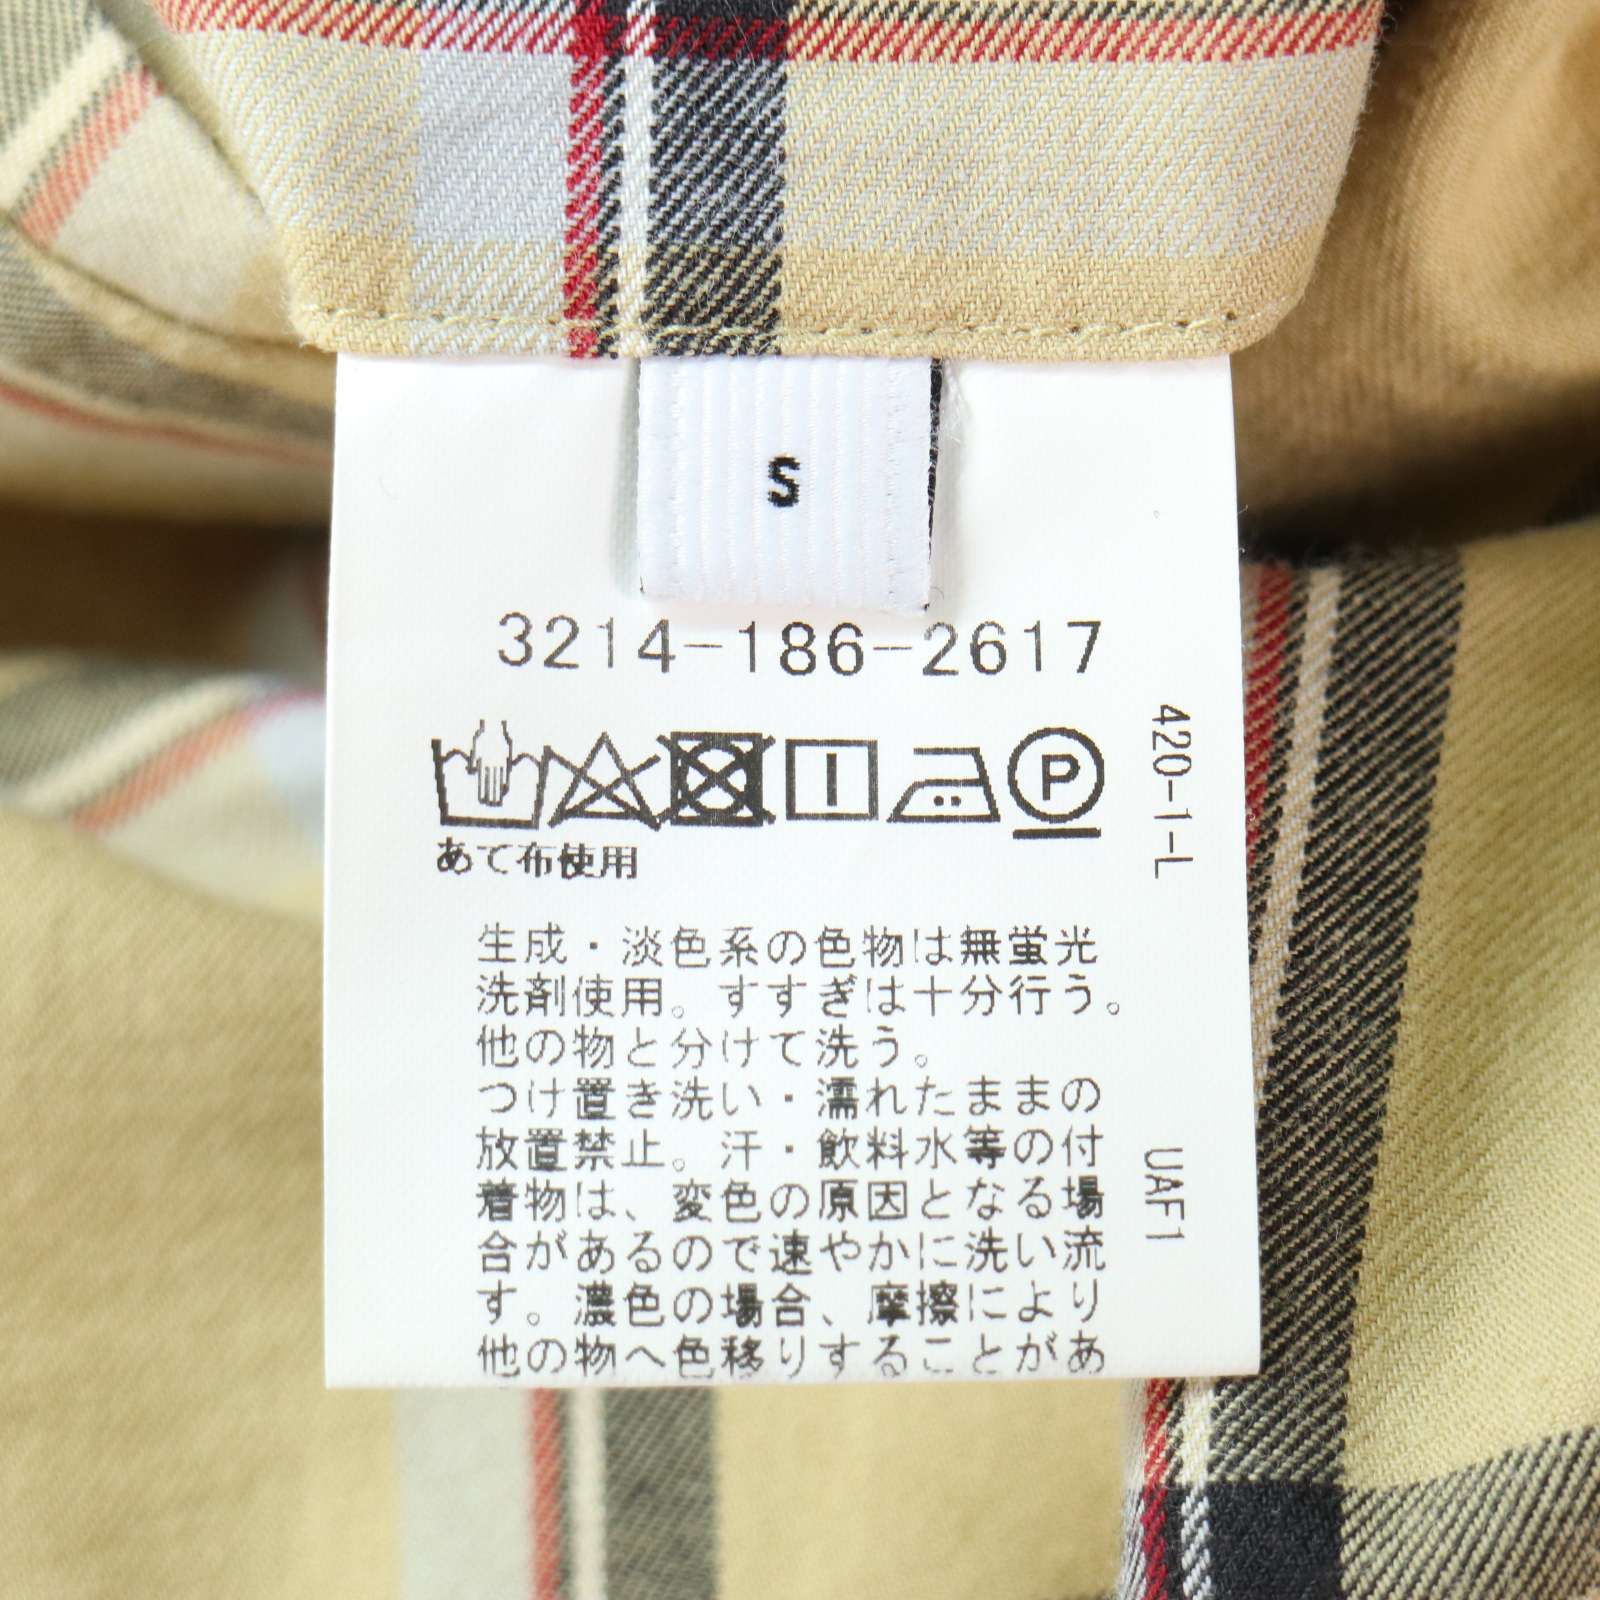 S
3214-186-2617
P
あて布使用
生成・淡色系の色物は無蛍光
洗剤使用。すすぎは十分行う。
他の物と分けて洗う。
つけ置き洗い・濡れたままの
放置禁止。汗・飲料水等の付
着物は、変色の原因となる場
合があるので速やかに洗い流
す。濃色の場合、摩擦により
他の物へ色移りすることがあ
420-1-L
UAF1